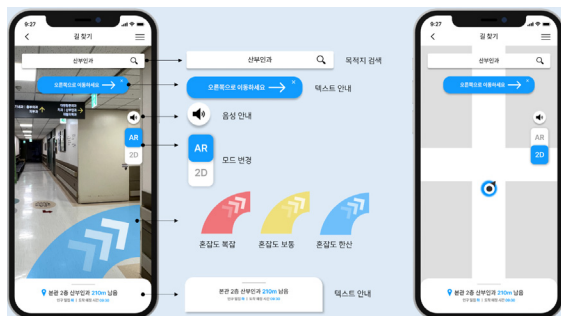 9:27
길 찾기
산부인과
오른쪽으로 이동하세요
AR
2D
본관 2층 산부인과 210m 남음
산부인과
목적지 검색
오른쪽으로 이동하세요
텍스트 안내
음성 안내
AR
2D
모드 변경
혼잡도 복잡
혼잡도 보통
혼잡도 한산
본관 2층 산부인과 210m 남음
텍스트 안내
9:27
길 찾기
산부인과
오른쪽으로 이동하세요
AR
2D
본관 2층 산부인과 210m 남음